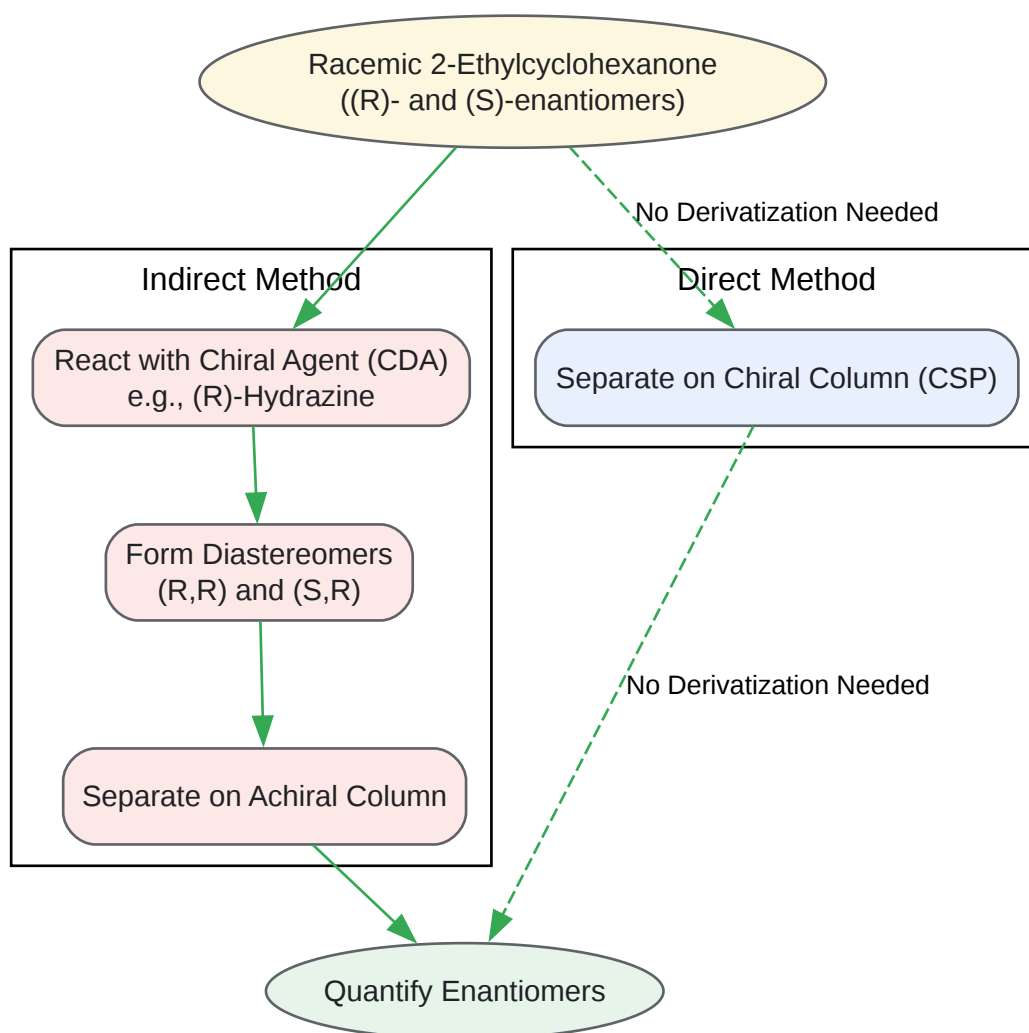 Racemic 2-Ethylcyclohexanone
((R)- and (S)-enantiomers)
No Derivatization Needed
Indirect Method
React with Chiral Agent (CDA)
e.g., (R)-Hydrazine
Form Diastereomers
(R,R) and (S,R)
Separate on Achiral Column
Direct Method
Separate on Chiral Column (CSP)
No Derivatization Needed
Quantify Enantiomers